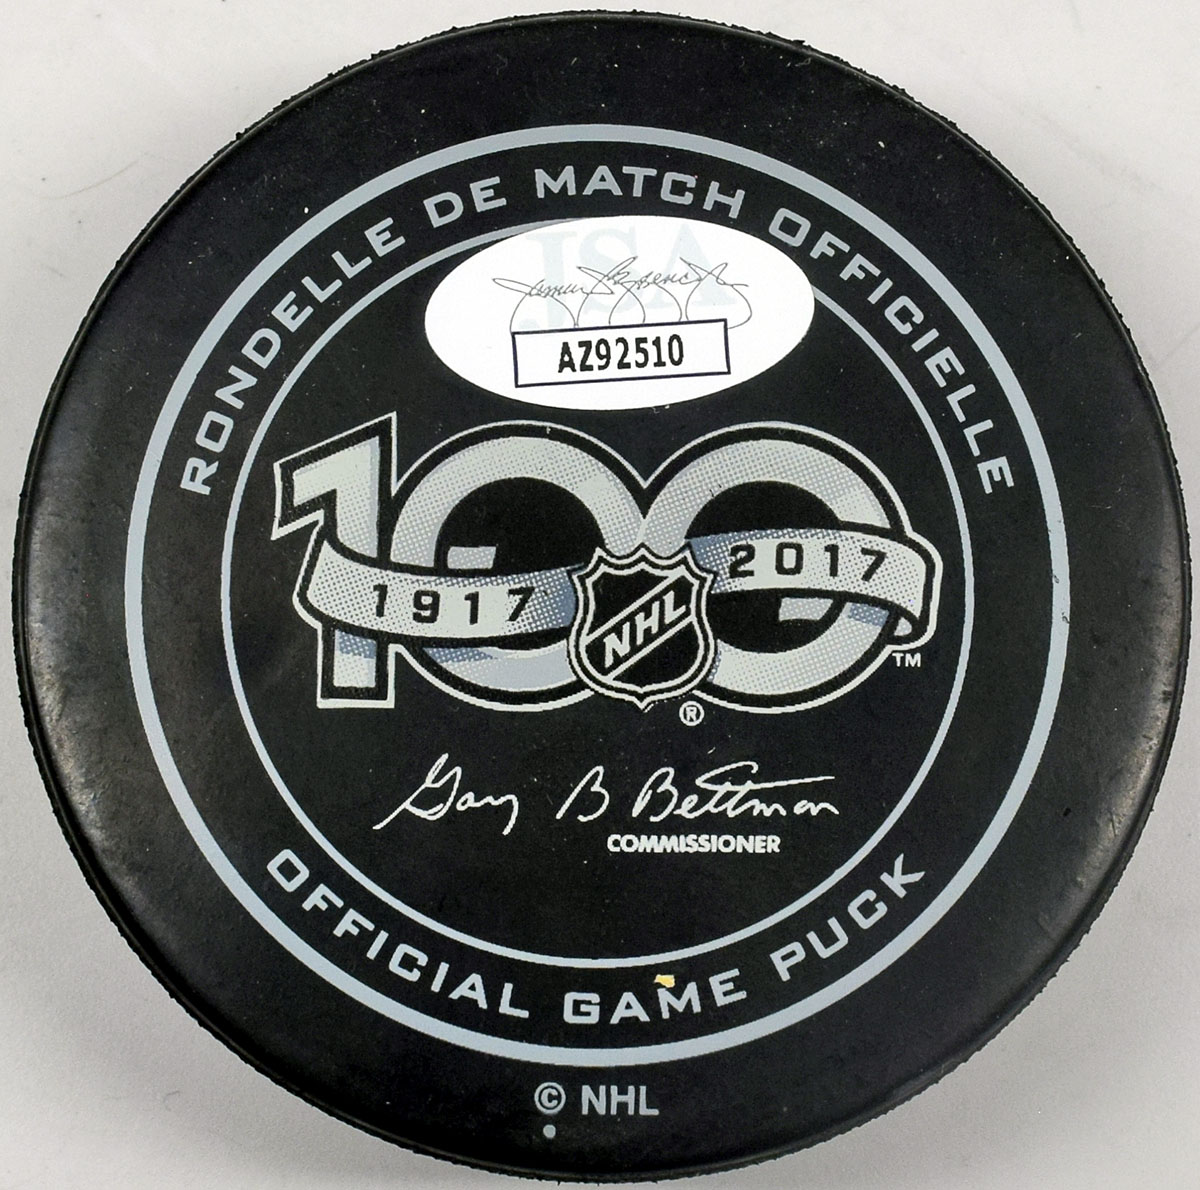 RONDELLE DE MATCH OFFICIELLE
JSA
AZ92510
100
1917 2017
NHL
TM
®
Gary B Bettman
COMMISSIONER
OFFICIAL GAME PUCK
© NHL